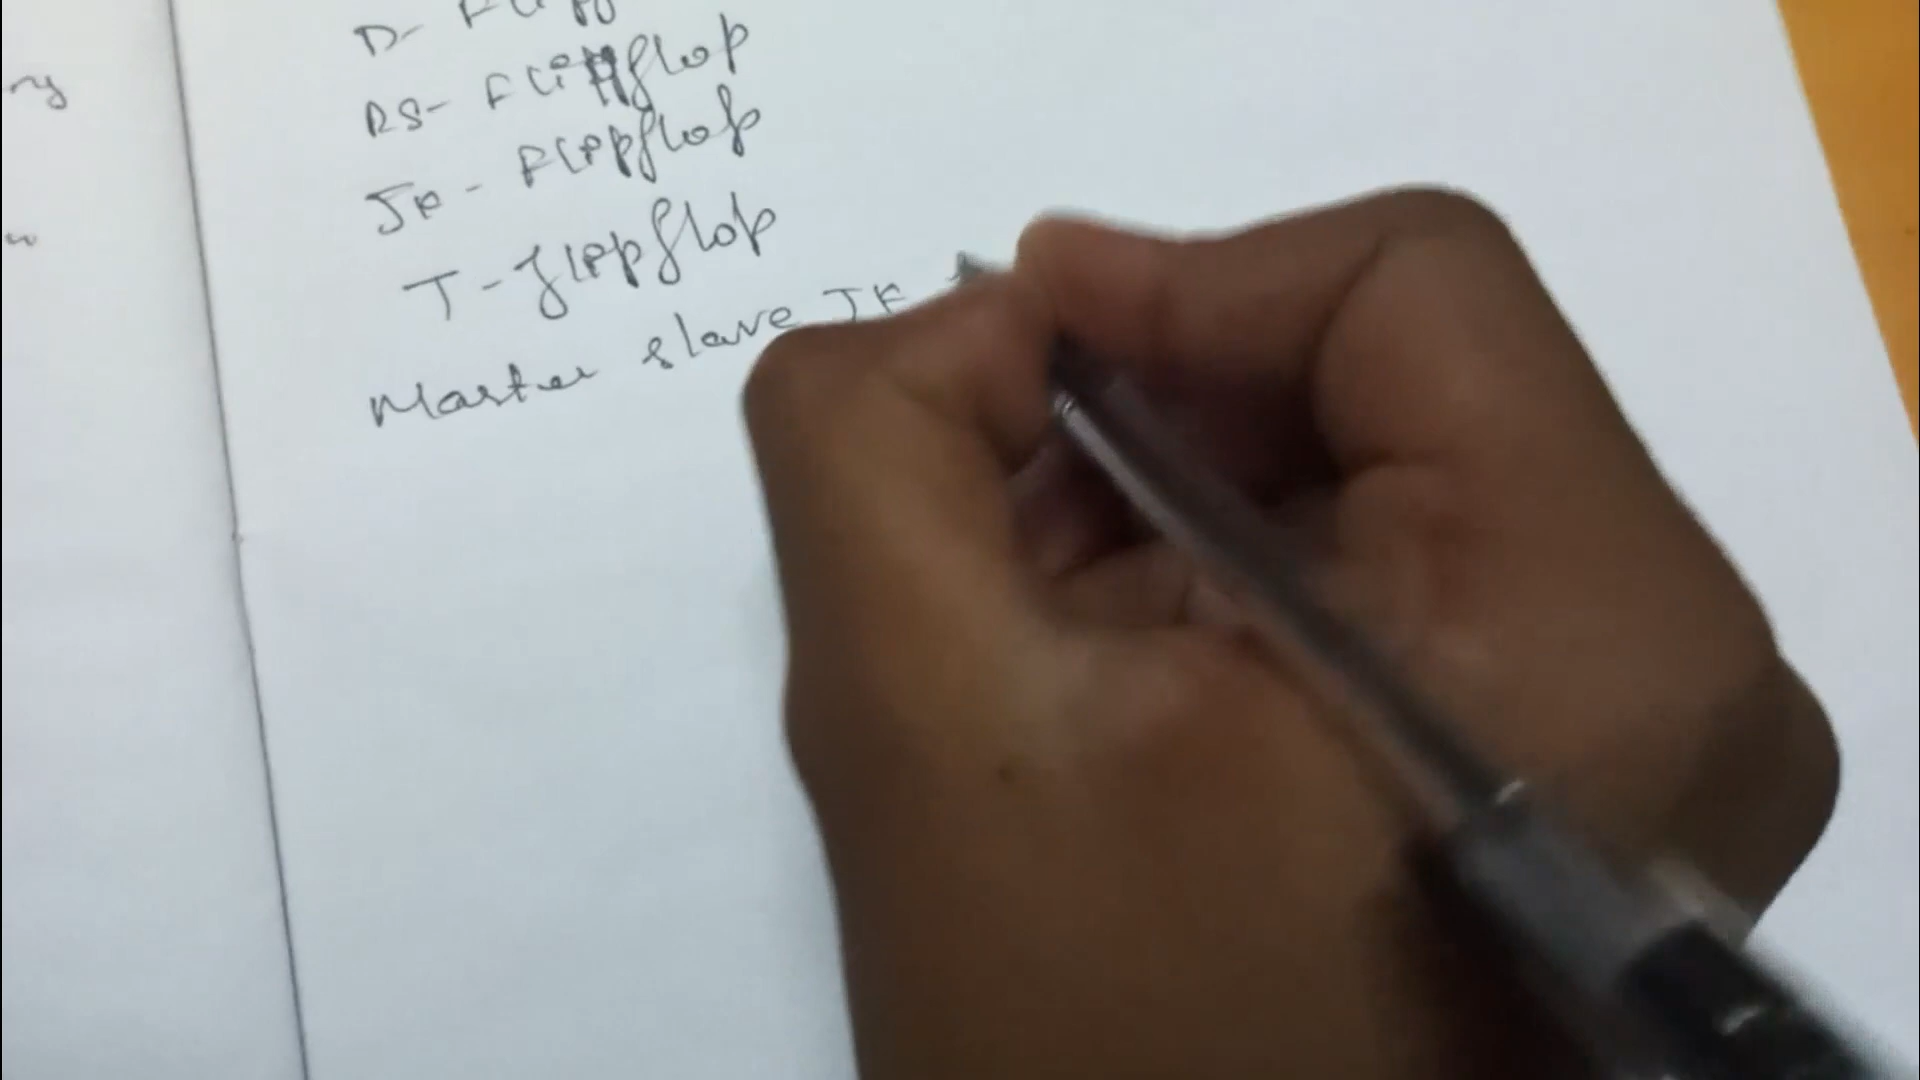 D-
RS- Flipflop
JK - Flipflop
T - flipflop
Master slave JK